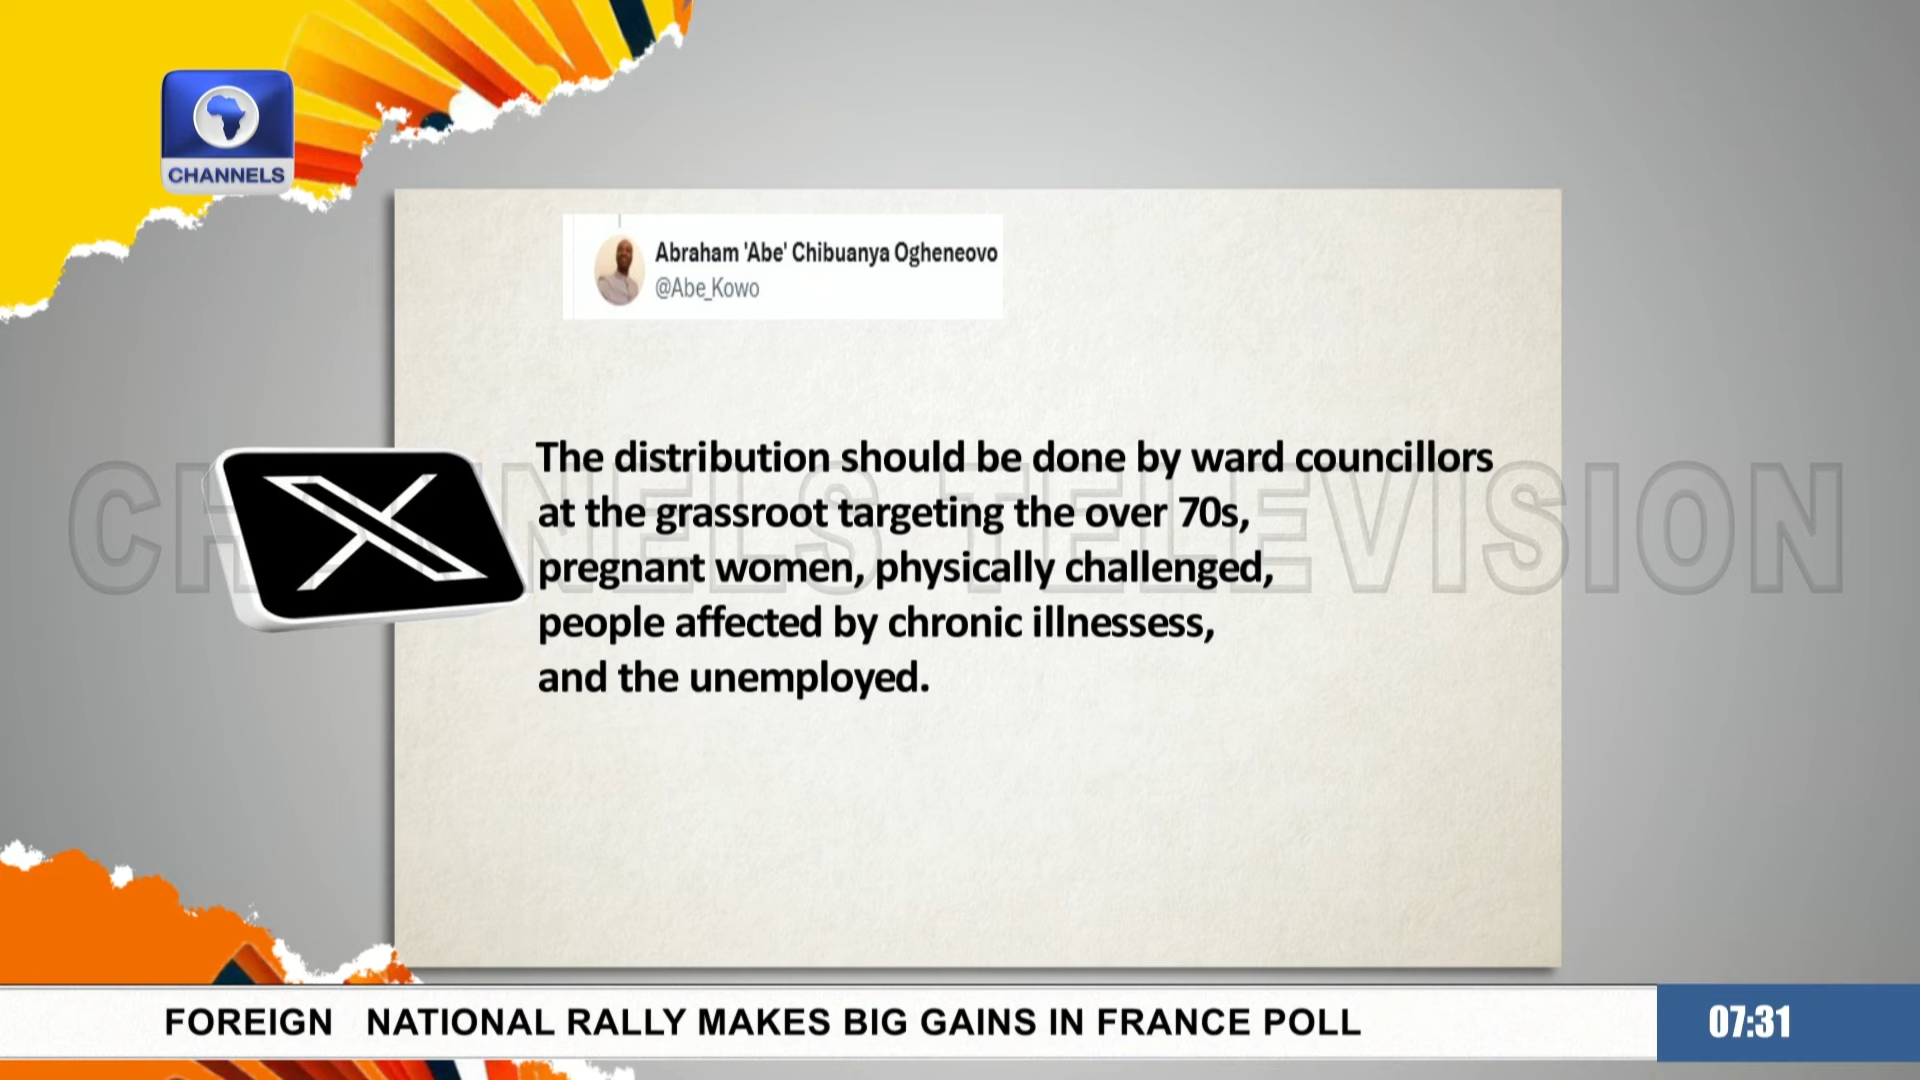 CHANNELS
Abraham 'Abe' Chibuanya Ogheneovo
@Abe_Kowo
The distribution should be done by ward councillors
at the grassroot targeting the over 70s,
pregnant women, physically challenged,
people affected by chronic illnessess,
and the unemployed.
CHANNELS TELEVISION
FOREIGN NATIONAL RALLY MAKES BIG GAINS IN FRANCE POLL
07:31